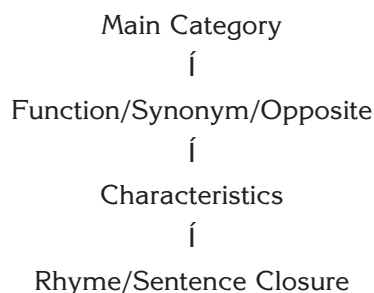 Main Category
Í
Function/Synonym/Opposite
Í
Characteristics
Í
Rhyme/Sentence Closure